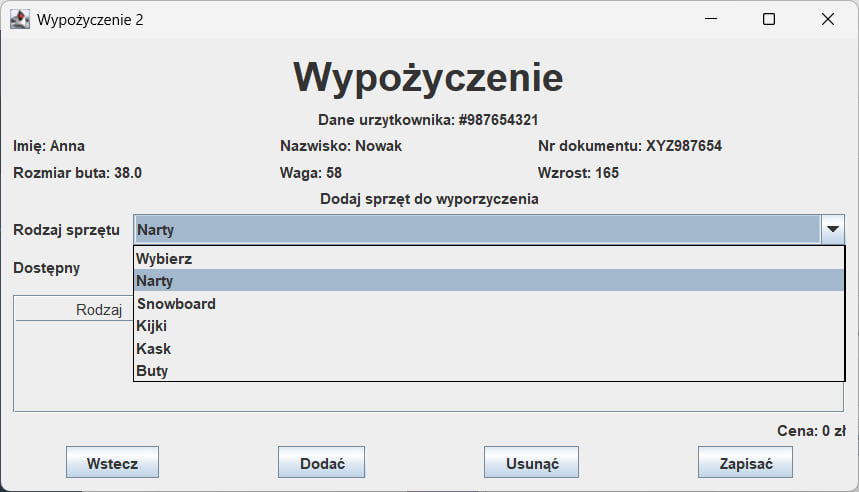 Wypożyczenie 2
Wypożyczenie
Dane urzytkownika: #987654321
Imię: Anna Nazwisko: Nowak Nr dokumentu: XYZ987654
Rozmiar buta: 38.0 Waga: 58 Wzrost: 165
Dodaj sprzęt do wyporzyczenia
Rodzaj sprzętu Narty
Wybierz
Dostępny
Narty
Snowboard
Rodzaj
Kijki
Kask
Buty
Cena: 0 zł
Wstecz Dodać Usunąć Zapisać